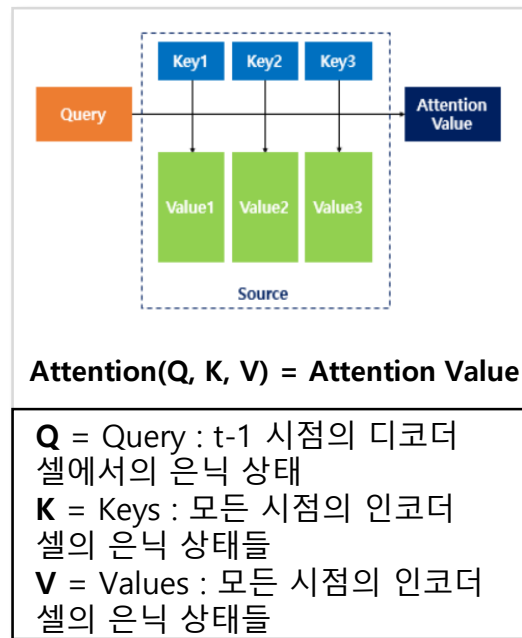 Key1 Key2 Key3
Query
Attention
Value
Value1 Value2 Value3
Source
Attention(Q, K, V) = Attention Value
Q = Query : t-1 시점의 디코더
셀에서의 은닉 상태
K = Keys : 모든 시점의 인코더
셀의 은닉 상태들
V = Values : 모든 시점의 인코더
셀의 은닉 상태들